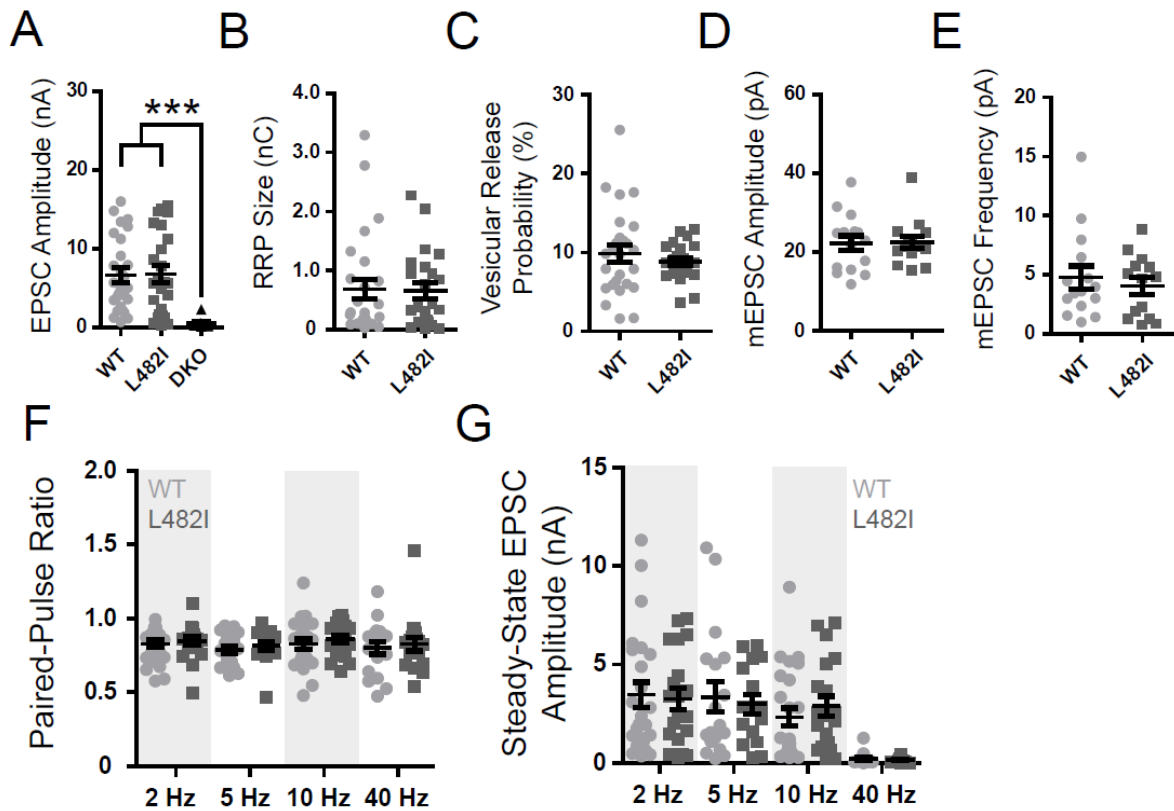 A
EPSC Amplitude (nA)
30
20
10
0
***
WT
L482I
DKO
B
RRP Size (nC)
4.0
3.0
2.0
1.0
0
WT
L482I
C
Vesicular Release
Probability (%)
30
20
10
0
WT
L482I
D
mEPSC Amplitude (pA)
60
40
20
0
WT
L482I
E
mEPSC Frequency (pA)
20
15
10
5
0
WT
L482I
F
Paired-Pulse Ratio
2.0
1.5
1.0
0.5
0
WT
L482I
2 Hz
5 Hz
10 Hz
40 Hz
G
Steady-State EPSC
Amplitude (nA)
15
10
5
0
WT
L482I
2 Hz
5 Hz
10 Hz
40 Hz